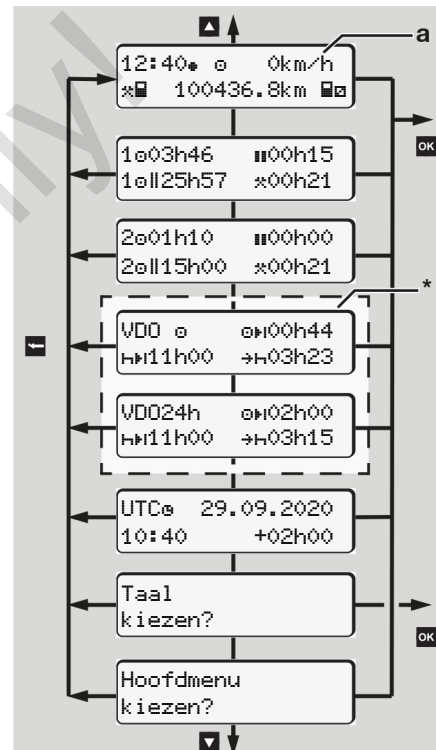 a
12:40 0km/h
100436.8km
OK
1 03h46 00h15
1 25h57 00h21
2 01h10 00h00
2 15h00 00h21
*
VDO 00h44
11h00 03h23
VDO24h 02h00
11h00 03h15
UTC 29.09.2020
10:40 +02h00
Taal
kiezen?
OK
Hoofdmenu
kiezen?